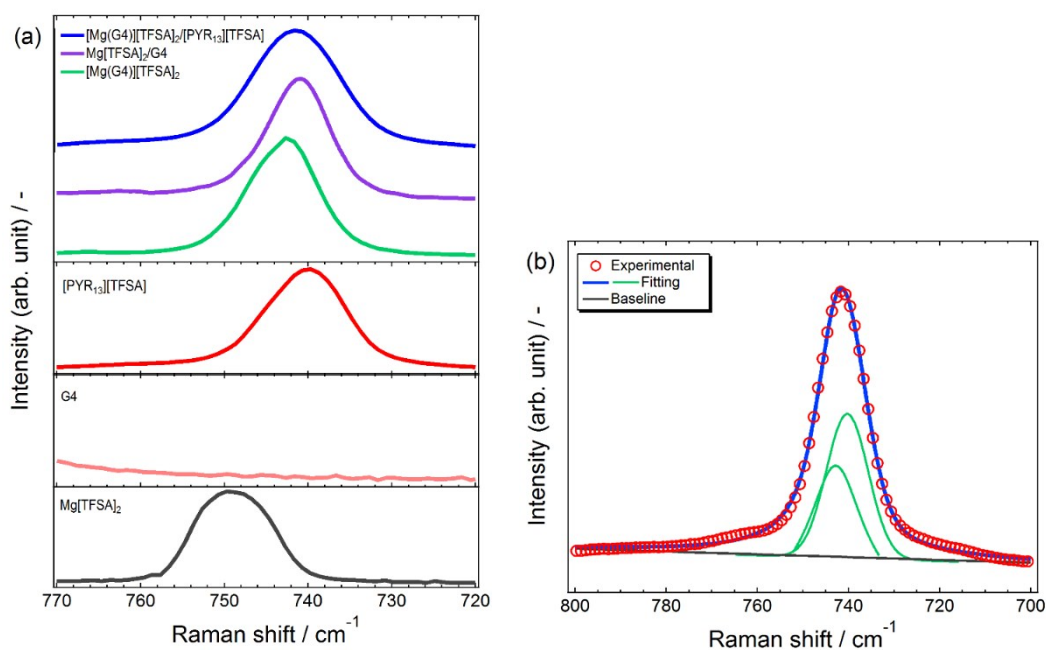 (a)
[Mg(G4)][TFSA]₂/[PYR₁₃][TFSA]
Mg[TFSA]₂/G4
[Mg(G4)][TFSA]₂
[PYR₁₃][TFSA]
G4
Mg[TFSA]₂
Intensity (arb. unit) / -
770 760 750 740 730 720
Raman shift / cm⁻¹
(b)
Experimental
Fitting
Baseline
Intensity (arb. unit) / -
800 780 760 740 720 700
Raman shift / cm⁻¹